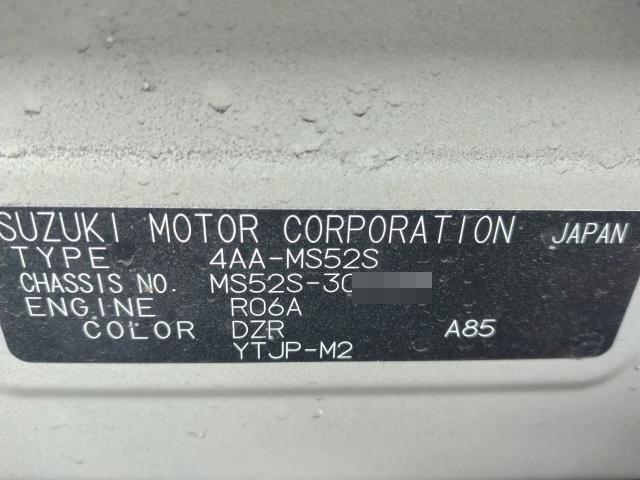 SUZUKI MOTOR CORPORATION JAPAN
TYPE 4AA-MS52S
CHASSIS NO. MS52S-30
ENGINE R06A
COLOR DZR A85
YTJP-M2